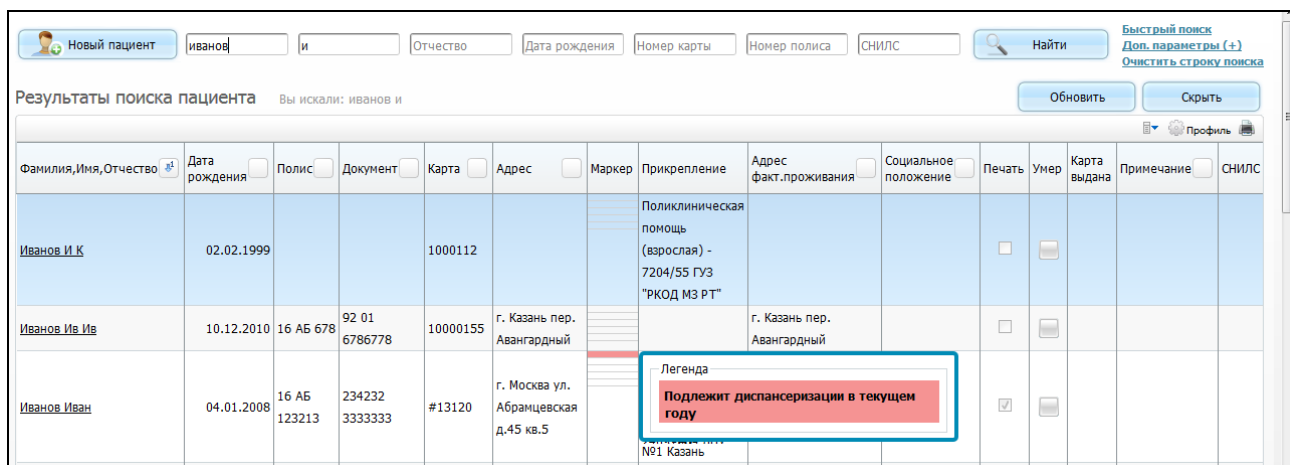 Новый пациент иванов и Отчество Дата рождения Номер карты Номер полиса СНИЛС Найти
Быстрый поиск
Доп. параметры (+)
Очистить строку поиска
Результаты поиска пациента Вы искали: иванов и Обновить Скрыть
Профиль
Фамилия,Имя,Отчество Дата рождения Полис Документ Карта Адрес Маркер Прикрепление Адрес факт.проживания Социальное положение Печать Умер Карта выдана Примечание СНИЛС
Иванов И К 02.02.1999 1000112
Поликлиническая
помощь
(взрослая) -
7204/55 ГУЗ
"РКОД МЗ РТ"
Иванов Ив Ив 10.12.2010 16 АБ 678
92 01
6786778
10000155
г. Казань пер.
Авангардный
г. Казань пер.
Авангардный
Иванов Иван 04.01.2008
16 АБ
123213
234232
3333333
#13120
г. Москва ул.
Абрамцевская
д.45 кв.5
Легенда
Подлежит диспансеризации в текущем
году
№1 Казань